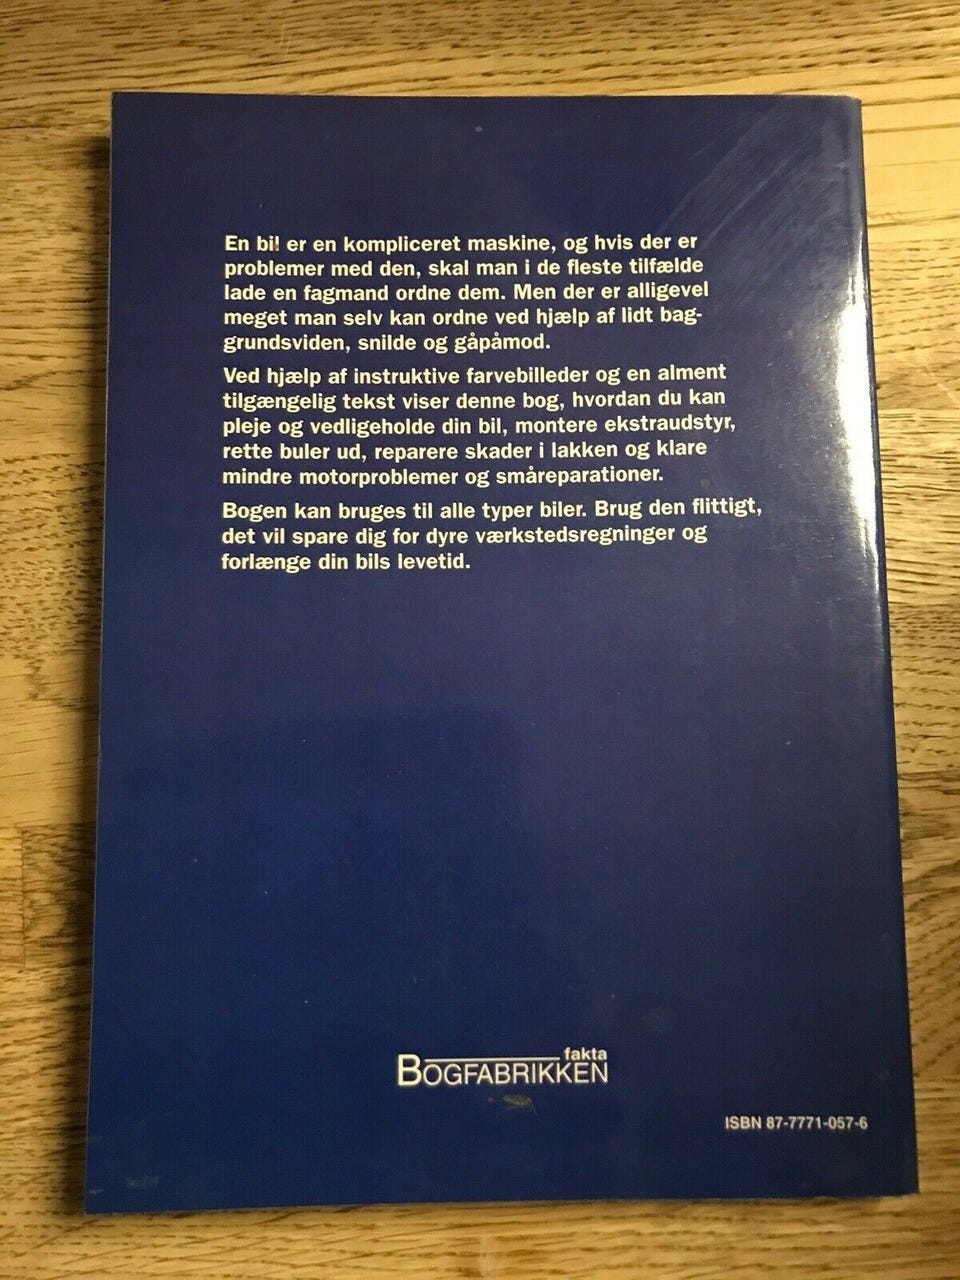 En bil er en kompliceret maskine, og hvis der er
problemer med den, skal man i de fleste tilfælde
lade en fagmand ordne dem. Men der er alligevel
meget man selv kan ordne ved hjælp af lidt bag-
grundsviden, snilde og gåpåmod.
Ved hjælp af instruktive farvebilleder og en alment
tilgængelig tekst viser denne bog, hvordan du kan
pleje og vedligeholde din bil, montere ekstraudstyr,
rette buler ud, reparere skader i lakken og klare
mindre motorproblemer og småreparationer.
Bogen kan bruges til alle typer biler. Brug den flittigt,
det vil spare dig for dyre værkstedsregninger og
forlænge din bils levetid.
fakta
BOGFABRIKKEN
ISBN 87-7771-057-6